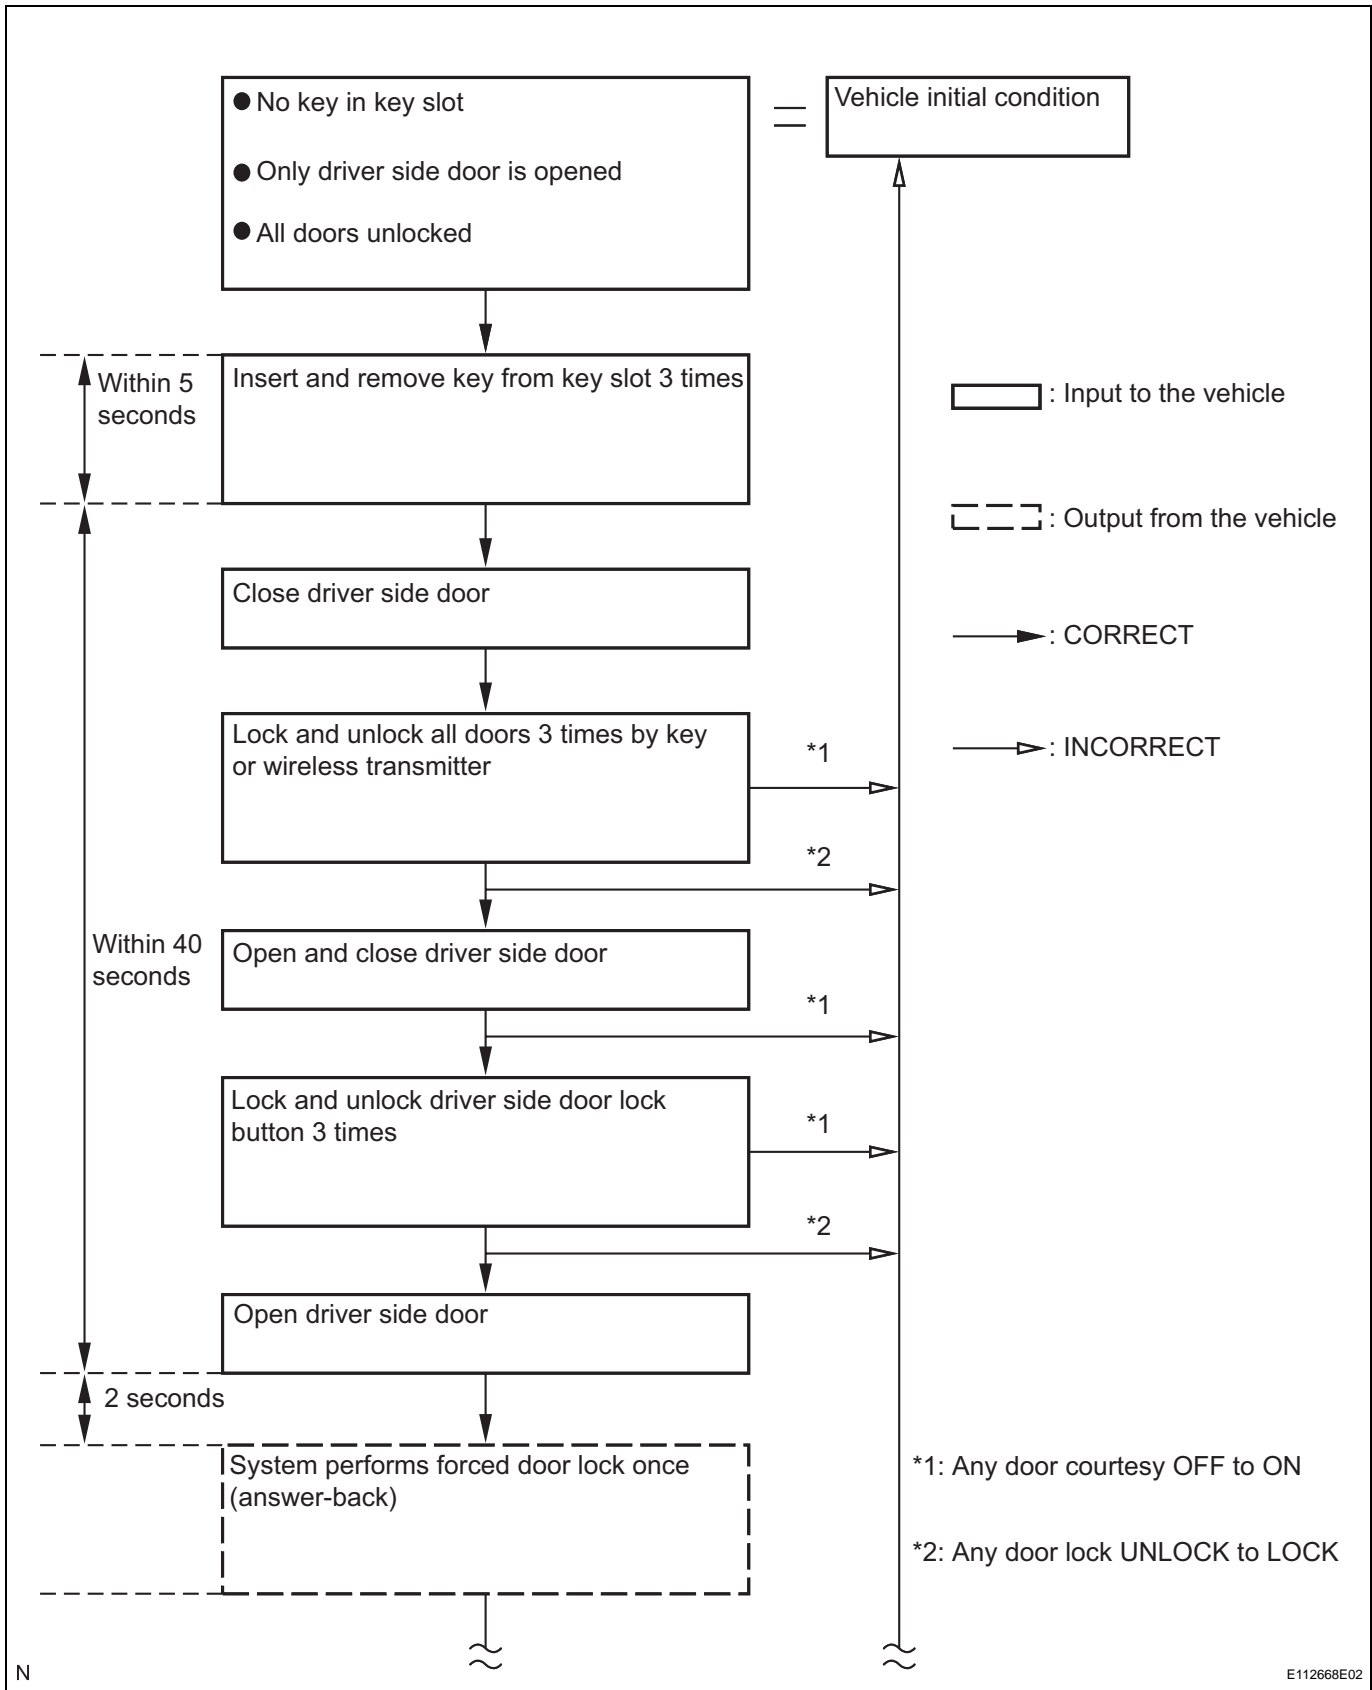 ● No key in key slot
● Only driver side door is opened
● All doors unlocked
Vehicle initial condition
Within 5
seconds
Insert and remove key from key slot 3 times
: Input to the vehicle
: Output from the vehicle
: CORRECT
: INCORRECT
Close driver side door
Lock and unlock all doors 3 times by key
or wireless transmitter
*1
*2
Within 40
seconds
Open and close driver side door
*1
Lock and unlock driver side door lock
button 3 times
*1
*2
Open driver side door
2 seconds
System performs forced door lock once
(answer-back)
*1: Any door courtesy OFF to ON
*2: Any door lock UNLOCK to LOCK
N
E112668E02